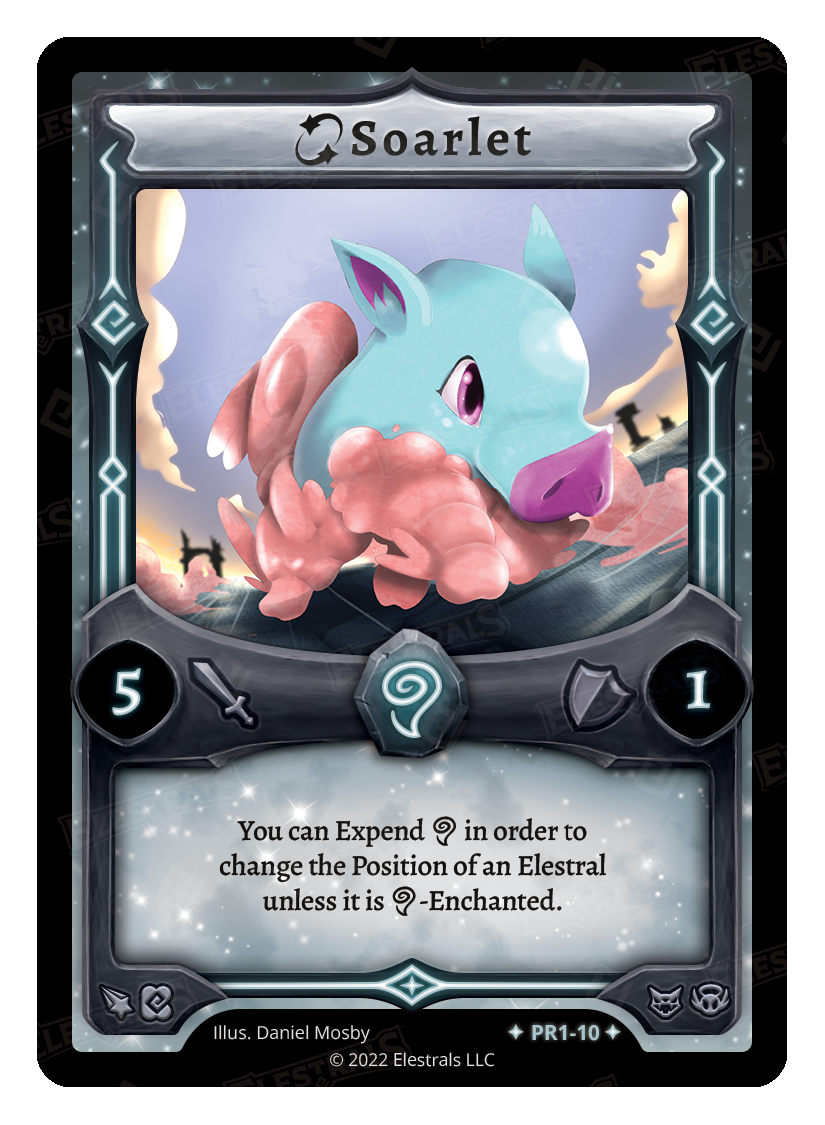 Soarlet
5
1
You can Expend in order to
change the Position of an Elestral
unless it is -Enchanted.
Illus. Daniel Mosby
PR1-10
© 2022 Elestrals LLC